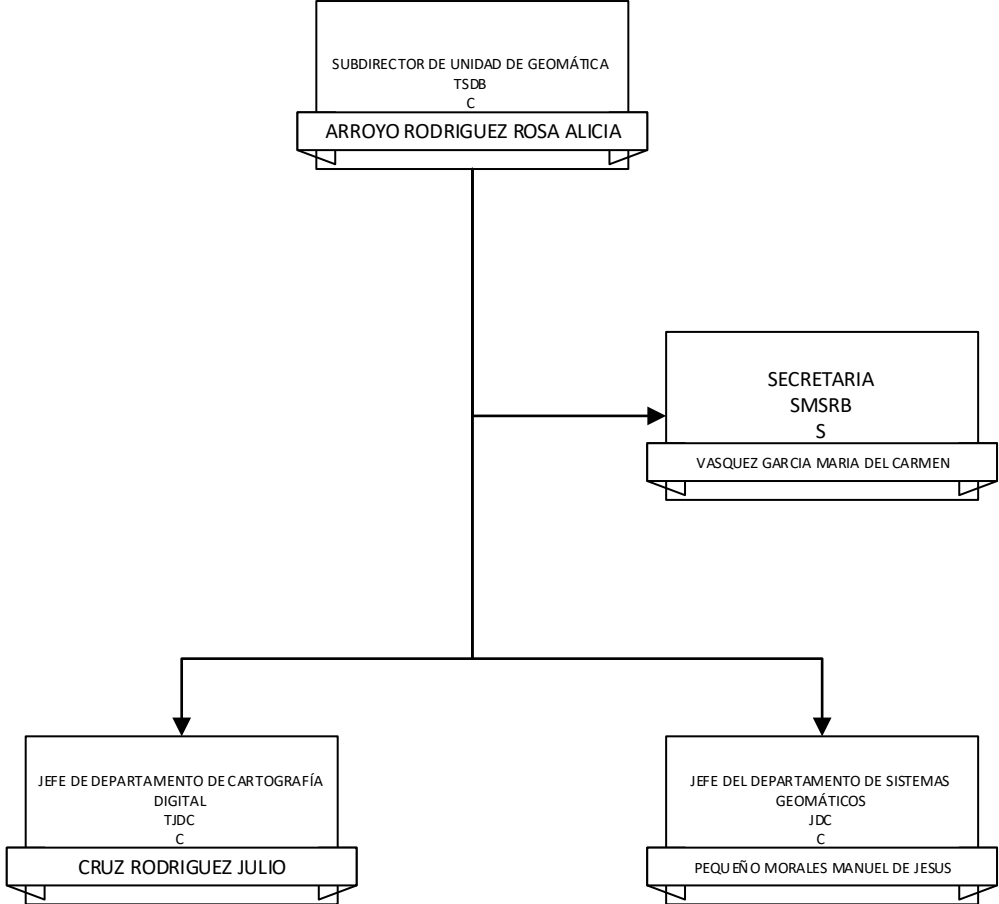 SUBDIRECTOR DE UNIDAD DE GEOMÁTICA
TSDB
C
ARROYO RODRIGUEZ ROSA ALICIA
SECRETARIA
SMSRB
S
VASQUEZ GARCIA MARIA DEL CARMEN
JEFE DE DEPARTAMENTO DE CARTOGRAFÍA
DIGITAL
TJDC
C
CRUZ RODRIGUEZ JULIO
JEFE DEL DEPARTAMENTO DE SISTEMAS
GEOMÁTICOS
JDC
C
PEQUEÑO MORALES MANUEL DE JESUS